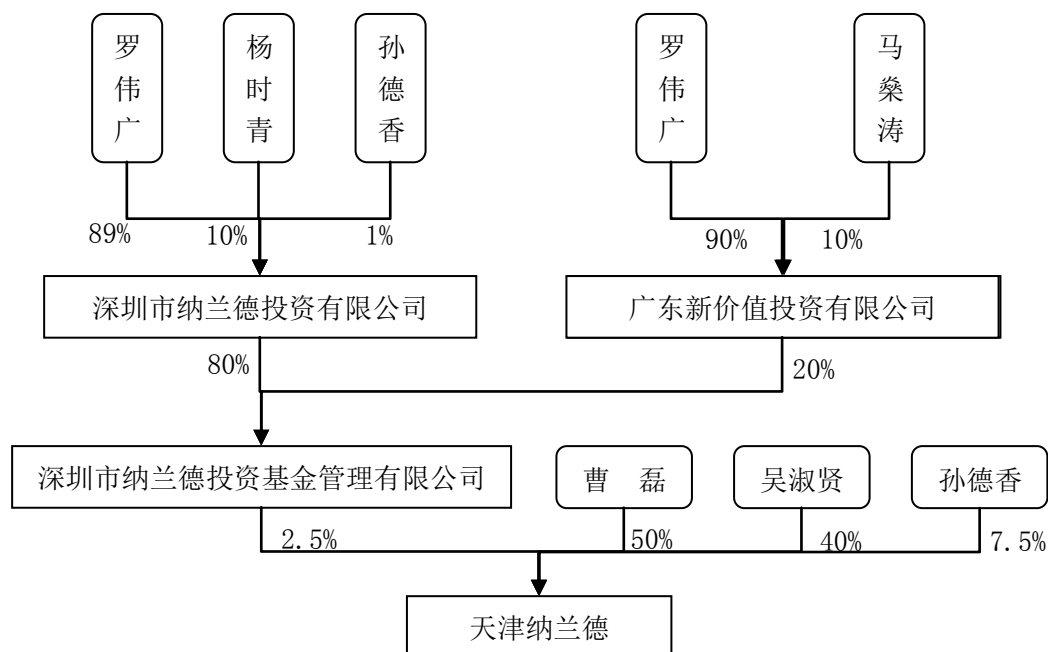 罗伟广
杨时青
孙德香
罗伟广
马燊涛
89%
10%
1%
90%
10%
深圳市纳兰德投资有限公司
广东新价值投资有限公司
80%
20%
深圳市纳兰德投资基金管理有限公司
曹 磊
吴淑贤
孙德香
2.5%
50%
40%
7.5%
天津纳兰德